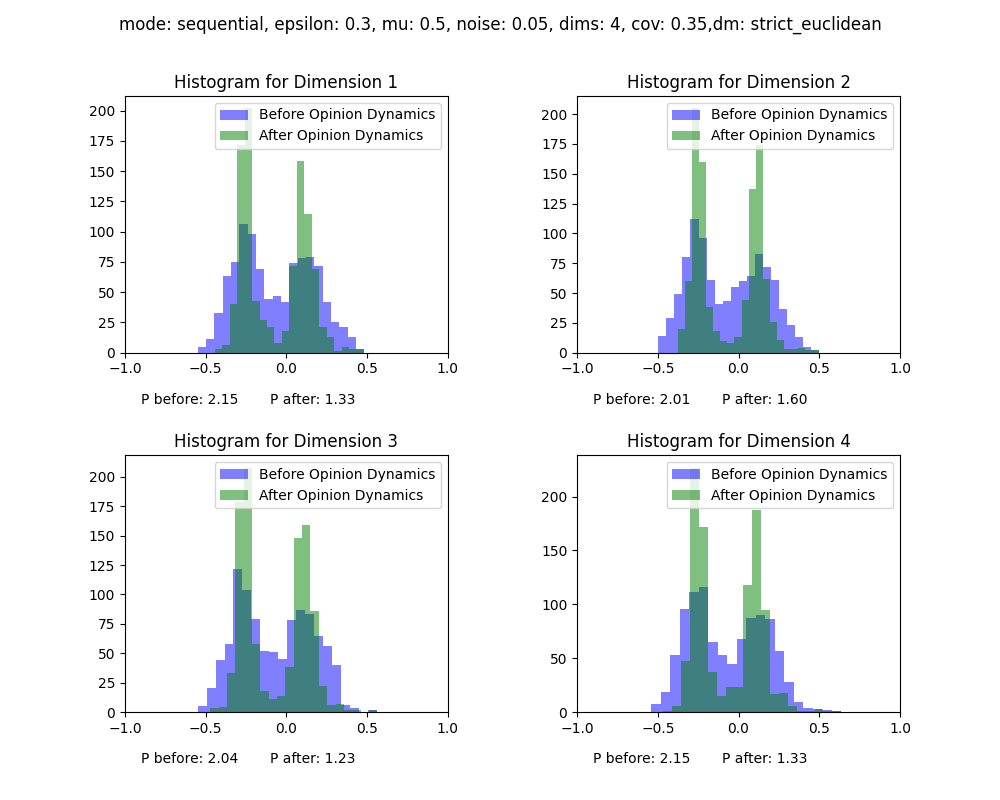 mode: sequential, epsilon: 0.3, mu: 0.5, noise: 0.05, dims: 4, cov: 0.35,dm: strict_euclidean
Histogram for Dimension 1
Before Opinion Dynamics
After Opinion Dynamics
200
175
150
125
100
75
50
25
0
−1.0 −0.5 0.0 0.5 1.0
P before: 2.15 P after: 1.33
Histogram for Dimension 2
Before Opinion Dynamics
After Opinion Dynamics
200
175
150
125
100
75
50
25
0
−1.0 −0.5 0.0 0.5 1.0
P before: 2.01 P after: 1.60
Histogram for Dimension 3
Before Opinion Dynamics
After Opinion Dynamics
200
175
150
125
100
75
50
25
0
−1.0 −0.5 0.0 0.5 1.0
P before: 2.04 P after: 1.23
Histogram for Dimension 4
Before Opinion Dynamics
After Opinion Dynamics
200
150
100
50
0
−1.0 −0.5 0.0 0.5 1.0
P before: 2.15 P after: 1.33